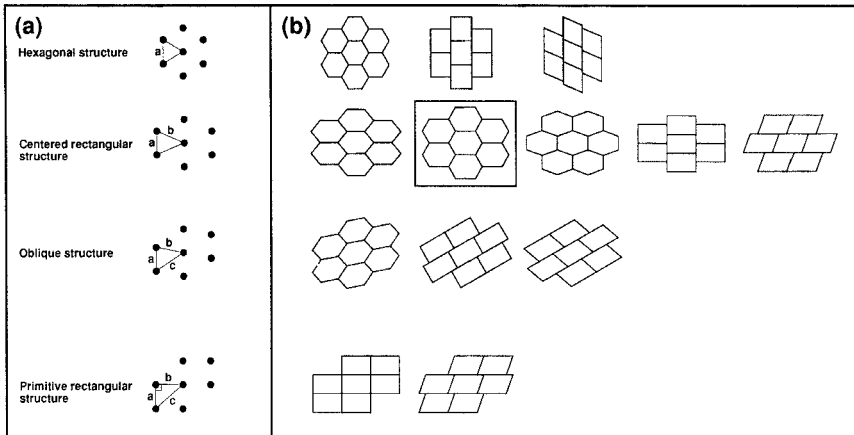 (a)
a
Hexagonal structure
b
a
Centered rectangular
structure
b
Oblique structure
a
c
b
Primitive rectangular
structure
a
c
(b)